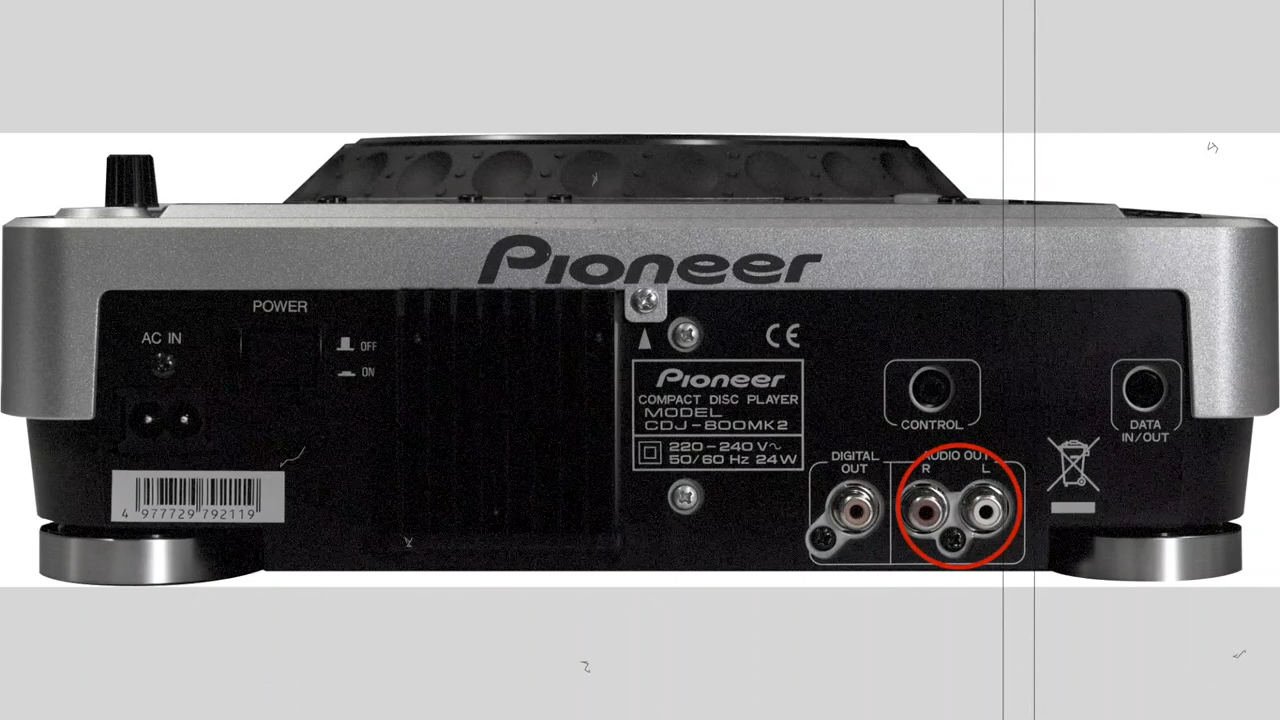 Pioneer
POWER
AC IN
OFF
ON
CE
Pioneer
COMPACT DISC PLAYER
MODEL
CDJ-800MK2
220-240 V~
50/60 Hz 24W
CONTROL
DATA
IN/OUT
DIGITAL
OUT
AUDIO OUT
R L
4 977729 792119